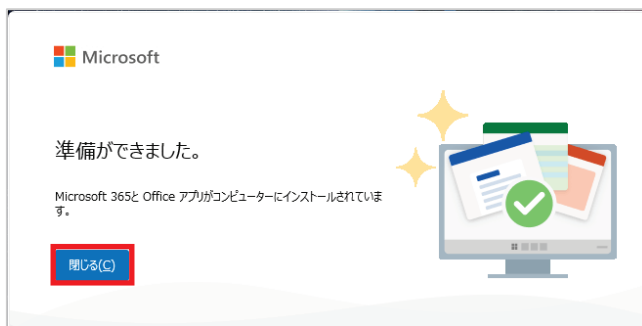 Microsoft
準備ができました。
Microsoft 365と Office アプリがコンピューターにインストールされていま
す。
閉じる(C)